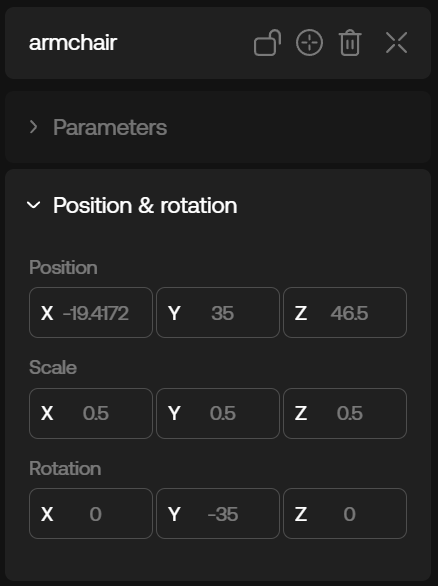 armchair
Parameters
Position & rotation
Position
X -19.4172 Y 35 Z 46.5
Scale
X 0.5 Y 0.5 Z 0.5
Rotation
X 0 Y -35 Z 0